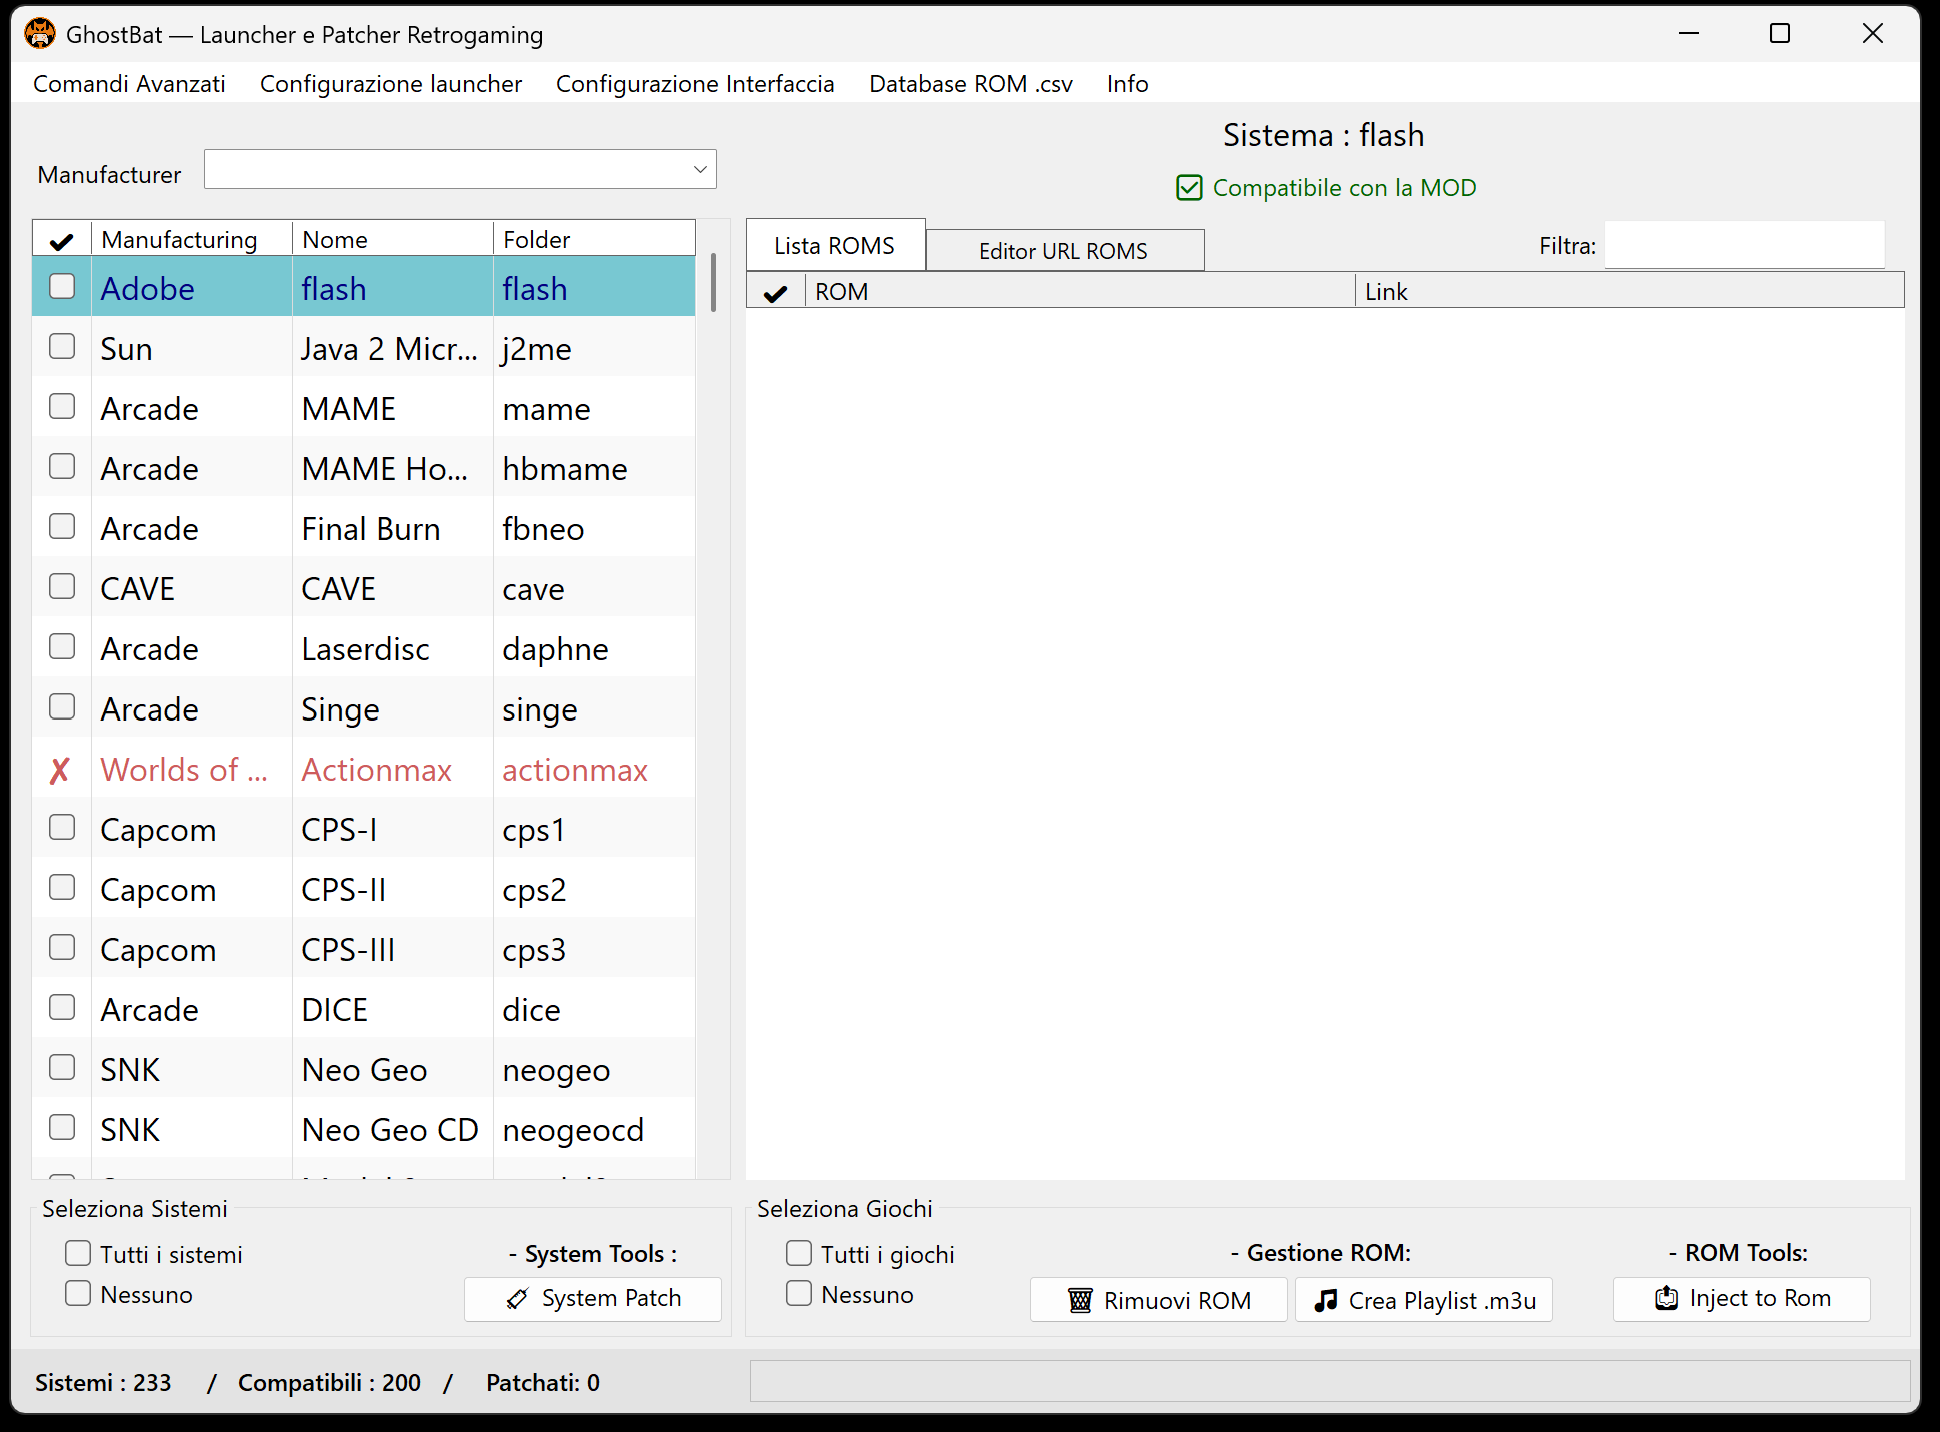 GhostBat — Launcher e Patcher Retrogaming
Comandi Avanzati Configurazione launcher Configurazione Interfaccia Database ROM .csv Info
Manufacturer
Sistema : flash
Compatibile con la MOD
Manufacturing Nome Folder
Adobe flash flash
Sun Java 2 Micr... j2me
Arcade MAME mame
Arcade MAME Ho... hbmame
Arcade Final Burn fbneo
CAVE CAVE cave
Arcade Laserdisc daphne
Arcade Singe singe
Worlds of ... Actionmax actionmax
Capcom CPS-I cps1
Capcom CPS-II cps2
Capcom CPS-III cps3
Arcade DICE dice
SNK Neo Geo neogeo
SNK Neo Geo CD neogeocd
Lista ROMS Editor URL ROMS Filtra:
ROM Link
Seleziona Sistemi
Tutti i sistemi
Nessuno
- System Tools :
System Patch
Seleziona Giochi
Tutti i giochi
Nessuno
- Gestione ROM:
Rimuovi ROM Crea Playlist .m3u
- ROM Tools:
Inject to Rom
Sistemi : 233 / Compatibili : 200 / Patchati: 0